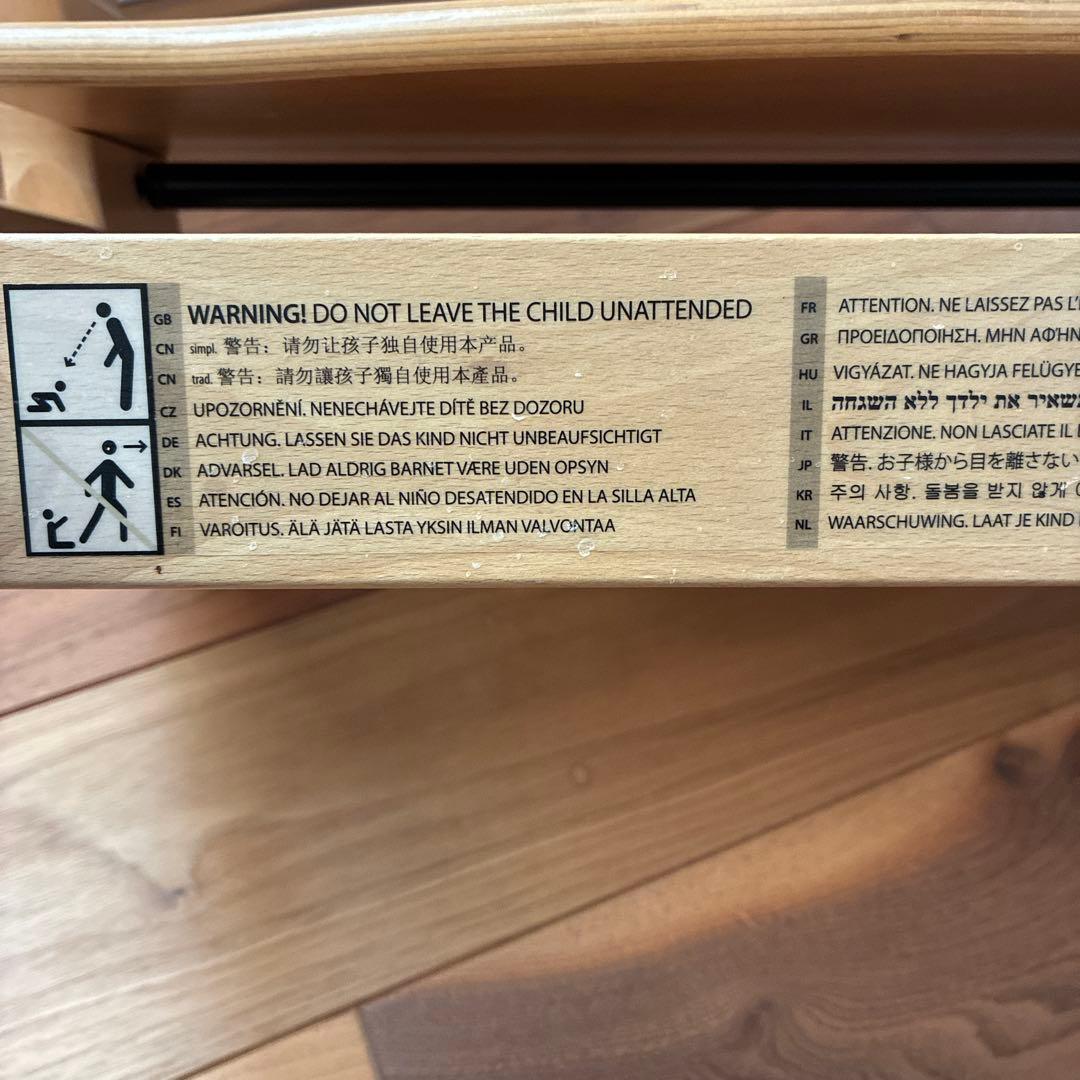 GB WARNING! DO NOT LEAVE THE CHILD UNATTENDED
CN simpl. 警告：请勿让孩子独自使用本产品。
CN trad. 警告：請勿讓孩子獨自使用本產品。
CZ UPOZORNĚNÍ. NENECHÁVEJTE DÍTĚ BEZ DOZORU
DE ACHTUNG. LASSEN SIE DAS KIND NICHT UNBEAUFSICHTIGT
DK ADVARSEL. LAD ALDRIG BARNET VÆRE UDEN OPSYN
ES ATENCIÓN. NO DEJAR AL NIÑO DESATENDIDO EN LA SILLA ALTA
FI VAROITUS. ÄLÄ JÄTÄ LASTA YKSIN ILMAN VALVONTAA
FR ATTENTION. NE LAISSEZ PAS
GR ΠΡΟΕΙΔΟΠΟΊΗΣΗ. ΜΗΝ
HU VIGYÁZAT. NE HAGYJA
IL את ילדך ללא השגחה
IT ATTENZIONE. NON LASCIATE IL
JP 警告. お子様から目を離さない
KR 주의 사항. 돌봄을 받지 않게
NL WAARSCHUWING. LAAT JE KIND